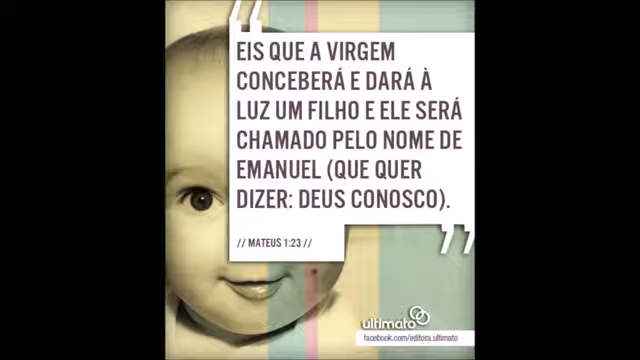 EIS QUE A VIRGEM
CONCEBERÁ E DARÁ À
LUZ UM FILHO E ELE SERÁ
CHAMADO PELO NOME DE
EMANUEL (QUE QUER
DIZER: DEUS CONOSCO).
// MATEUS 1:23 //
ultimato
facebook.com/editora.ultimato